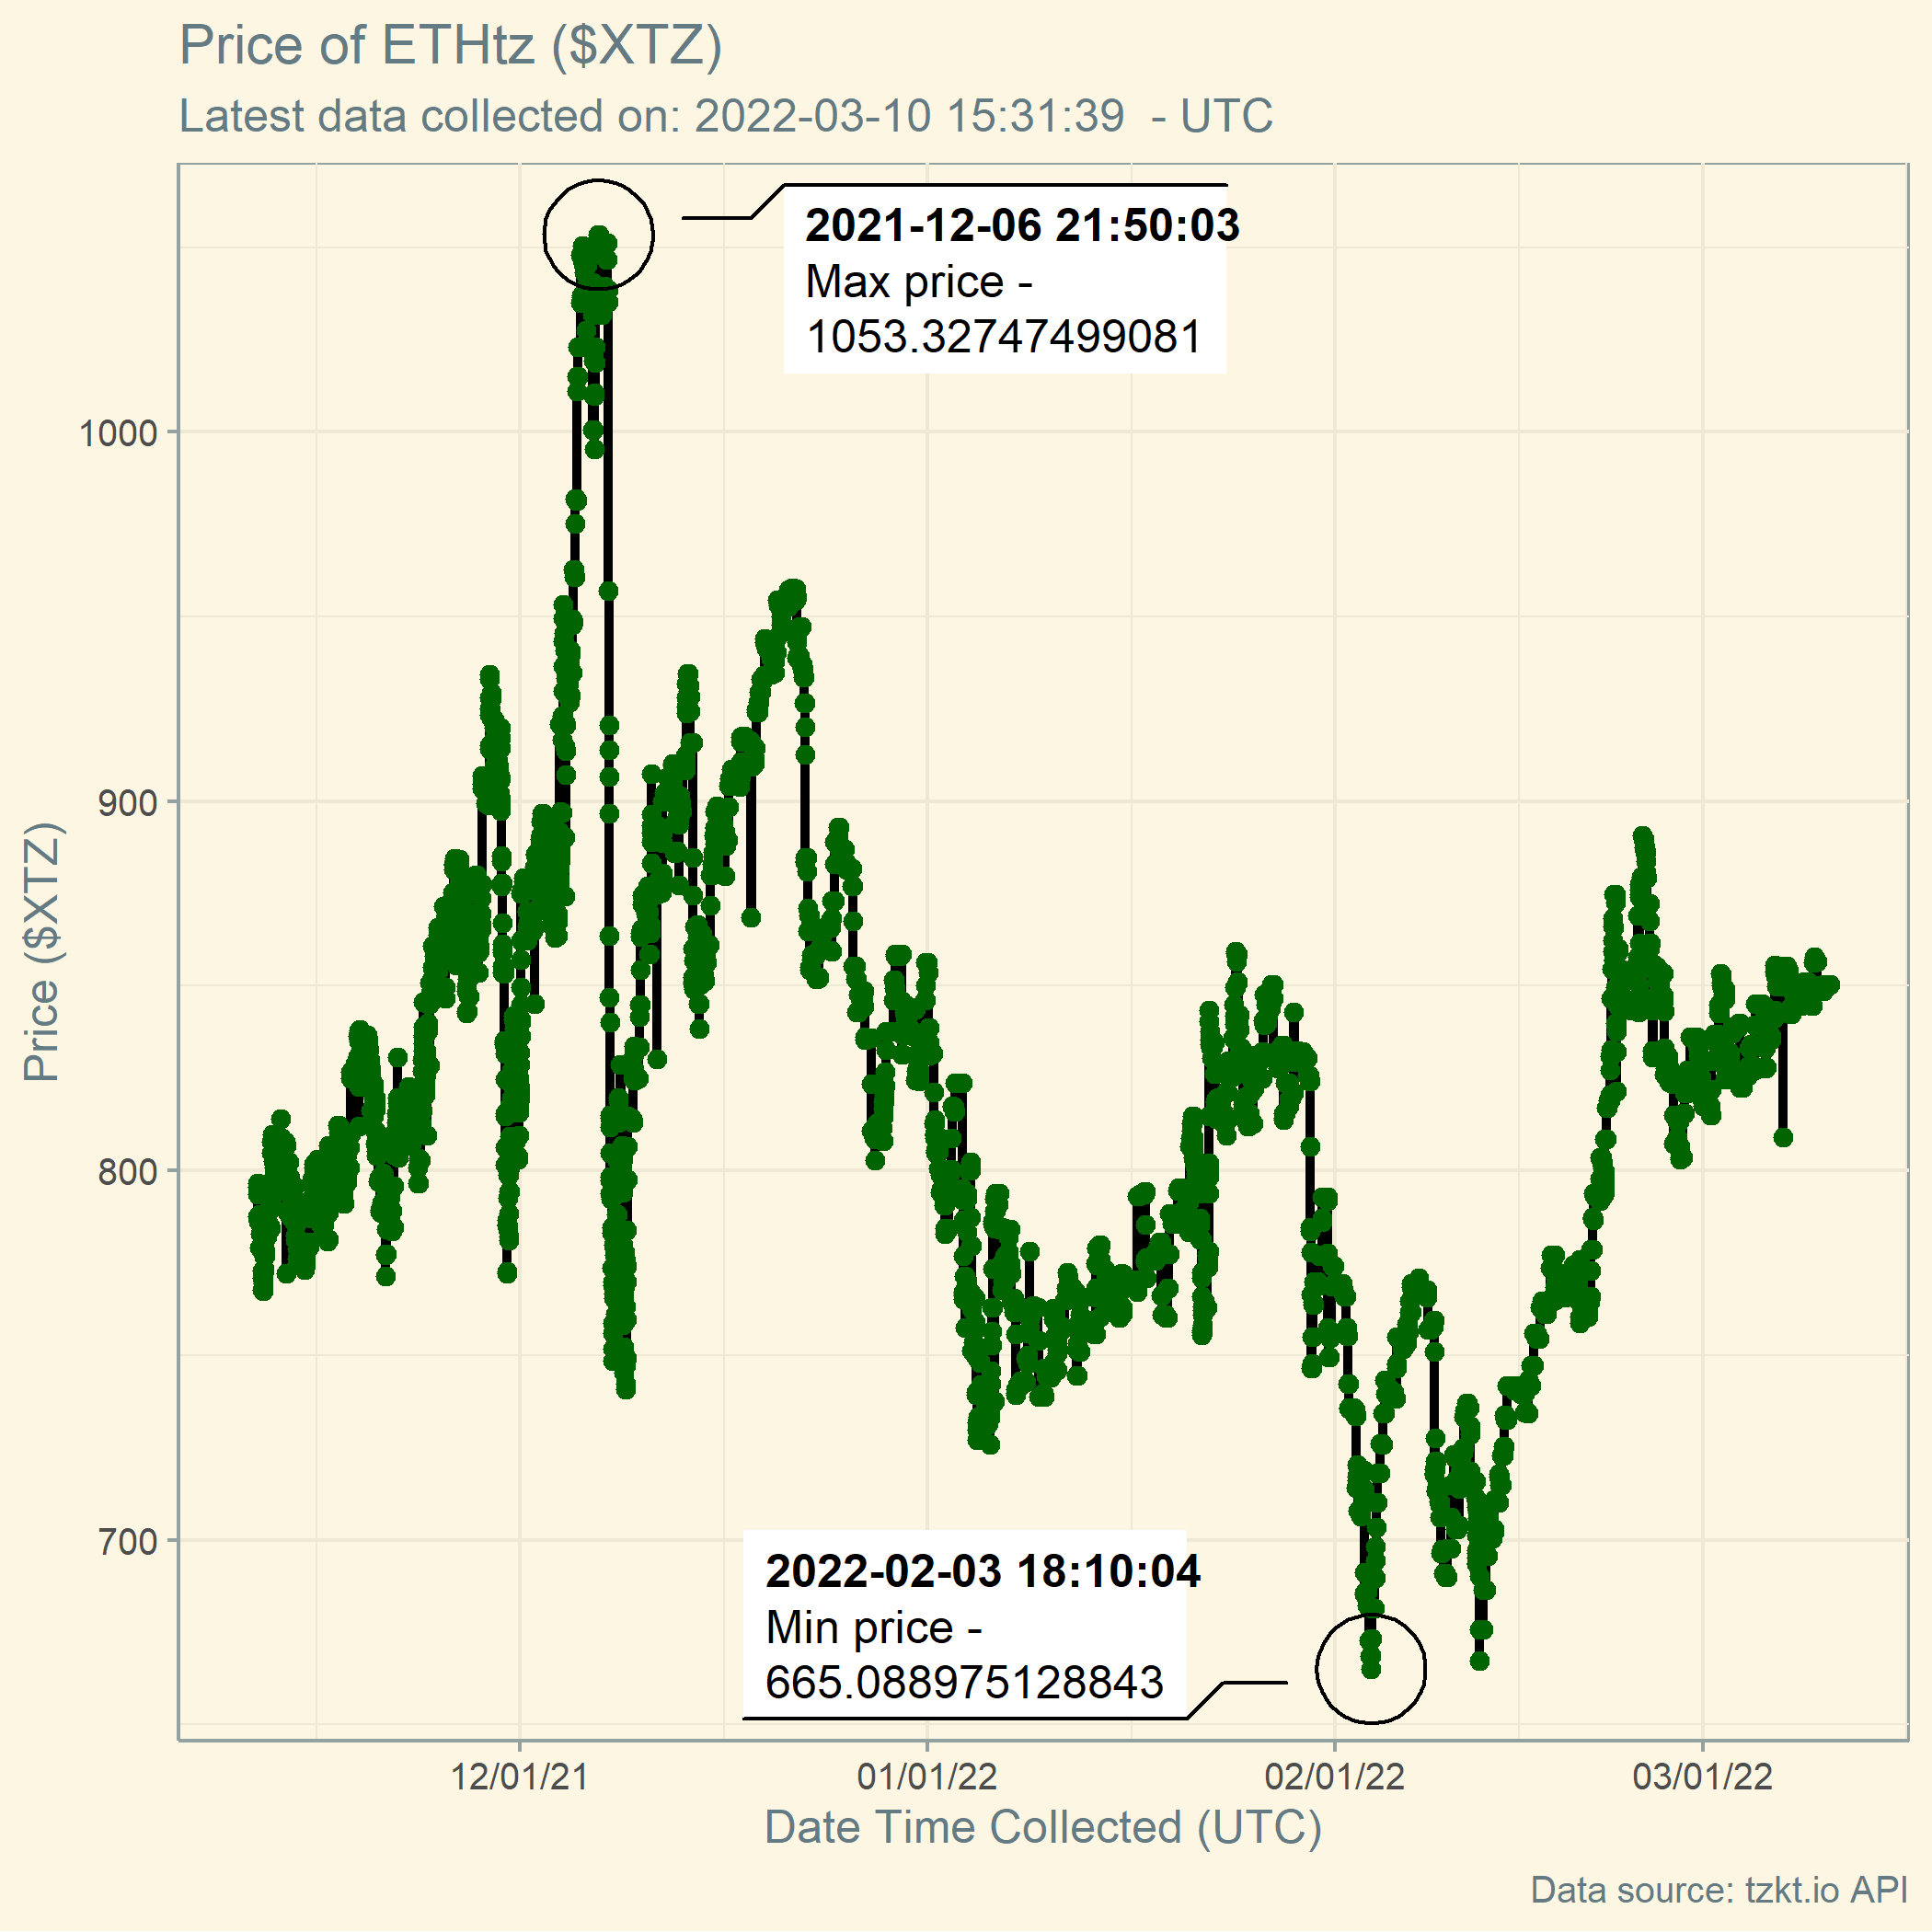 Price of ETHtz ($XTZ)
Latest data collected on: 2022-03-10 15:31:39  - UTC
2021-12-06 21:50:03
Max price -
1053.32747499081
1000
900
800
700
Price ($XTZ)
2022-02-03 18:10:04
Min price -
665.088975128843
12/01/21
01/01/22
02/01/22
03/01/22
Date Time Collected (UTC)
Data source: tzkt.io API